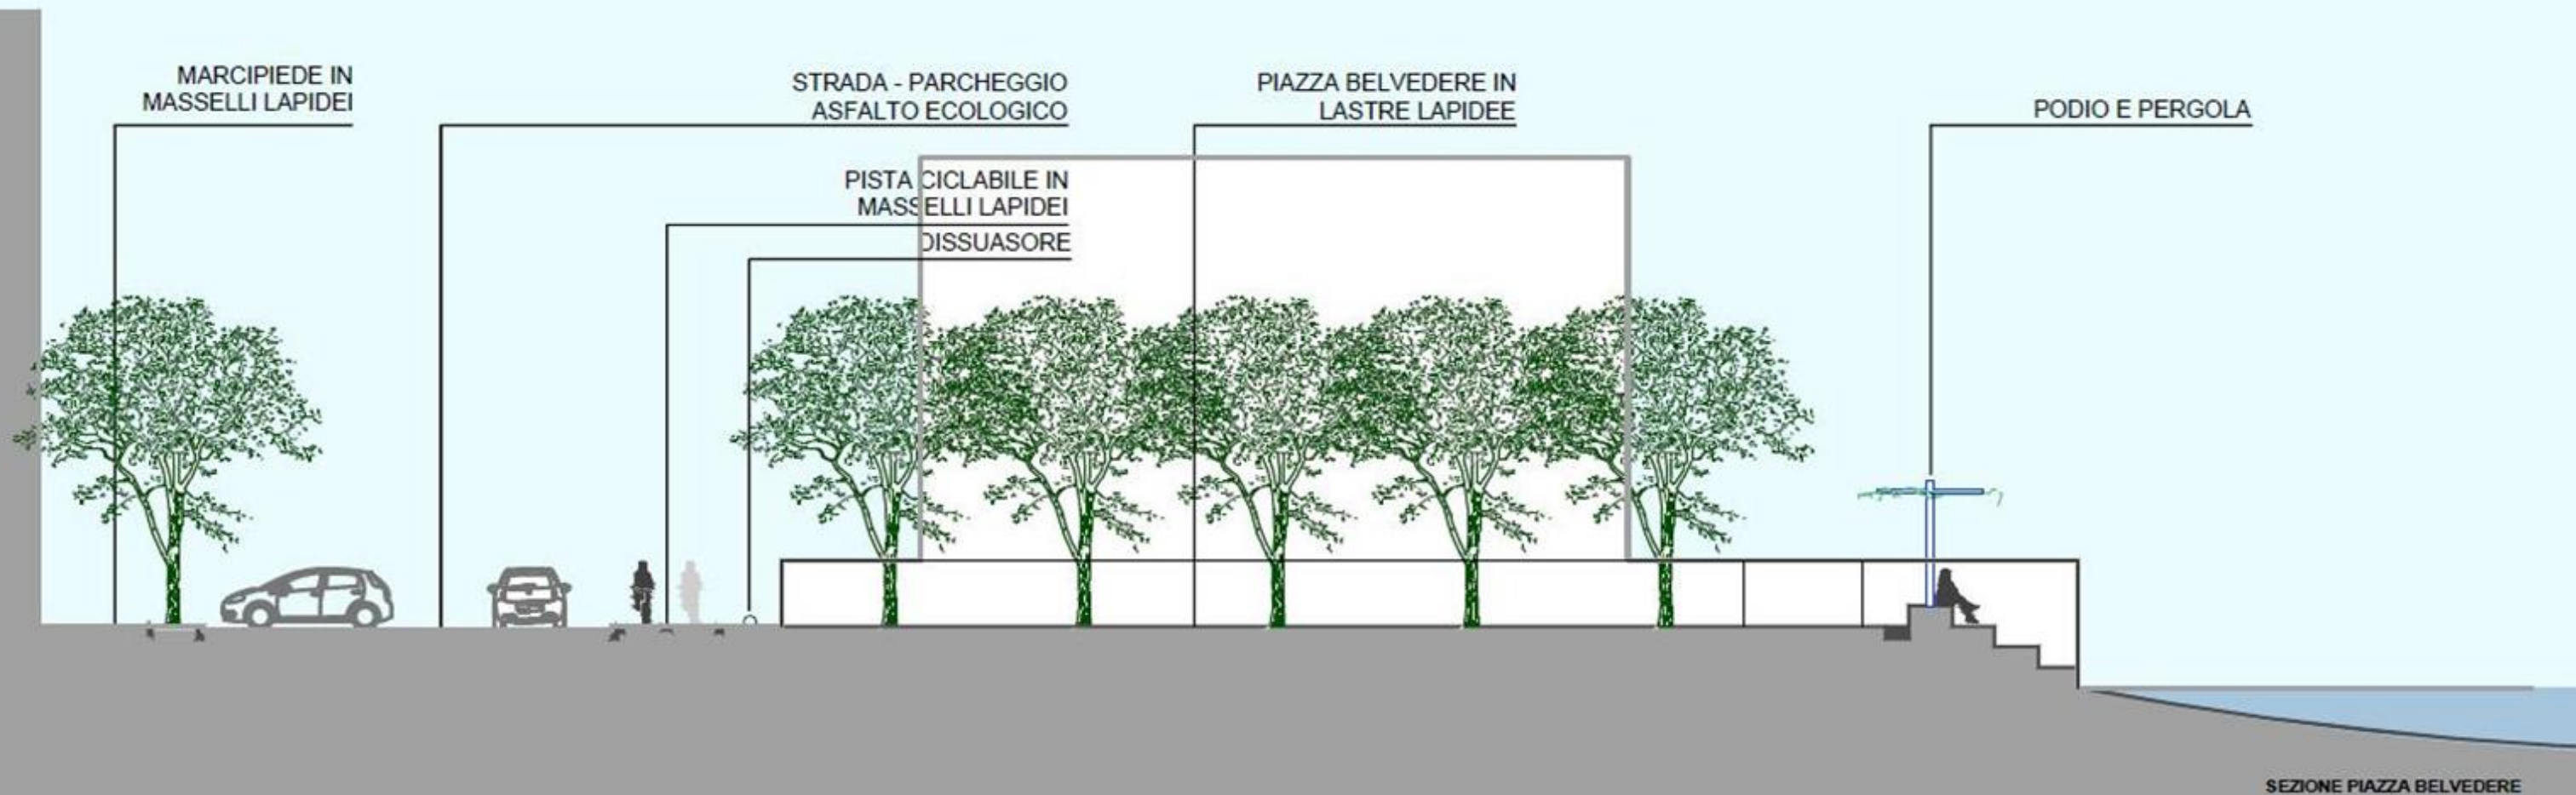 MARCIPIEDE IN
MASSELLI LAPIDEI
STRADA - PARCHEGGIO
ASFALTO ECOLOGICO
PISTA CICLABILE IN
MASSELLI LAPIDEI
DISSUASORE
PIAZZA BELVEDERE IN
LASTRE LAPIDEE
PODIO E PERGOLA
SEZIONE PIAZZA BELVEDERE